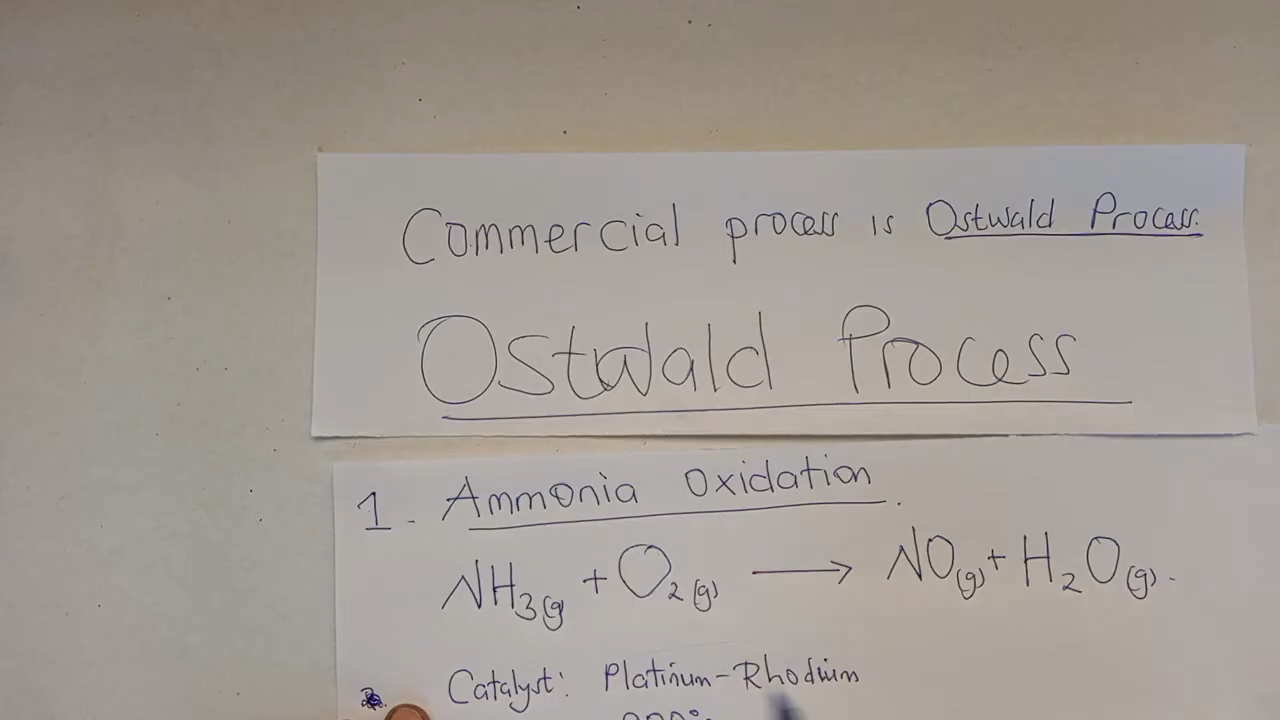 Commercial process is Ostwald Process.
Ostwald Process
1. Ammonia Oxidation.
NH₃(g) + O₂(g) ⟶ NO(g) + H₂O(g).
Catalyst: Platinum-Rhodium